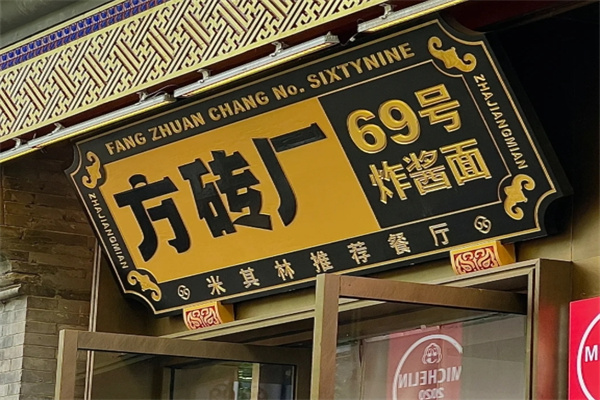 FANG ZHUAN CHANG No. SIXTYNINE
方砖厂
69号
炸酱面
ZHAJIANGMIAN
ZHAJIANGMIAN
米其林推荐餐厅
MICHELIN
2020
M